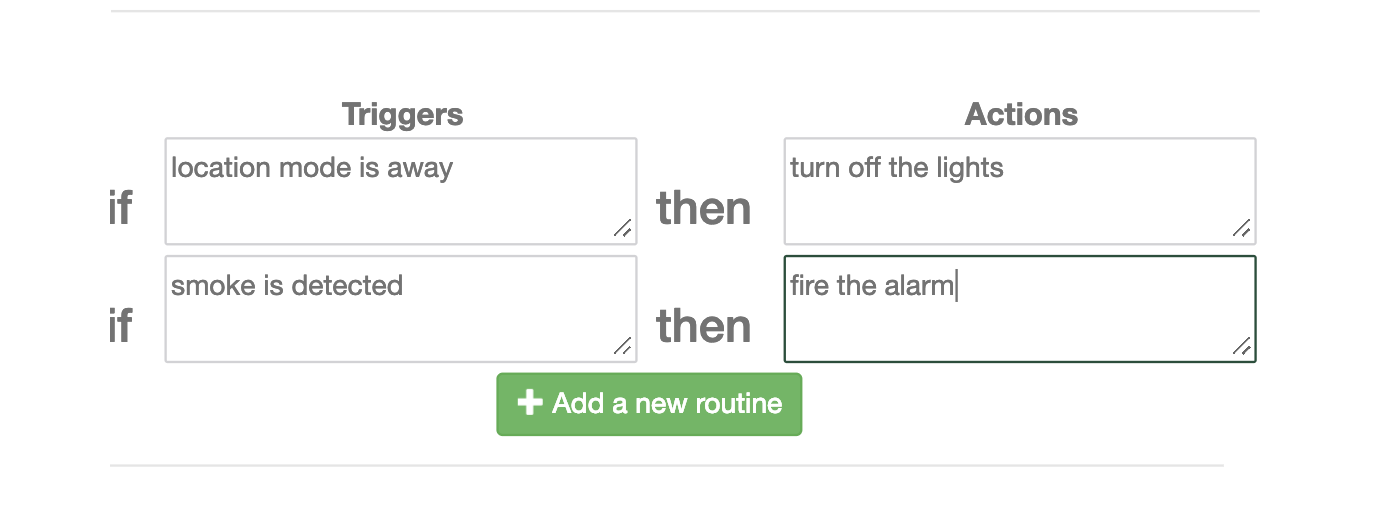 Triggers Actions
if location mode is away then turn off the lights
if smoke is detected then fire the alarm
Add a new routine